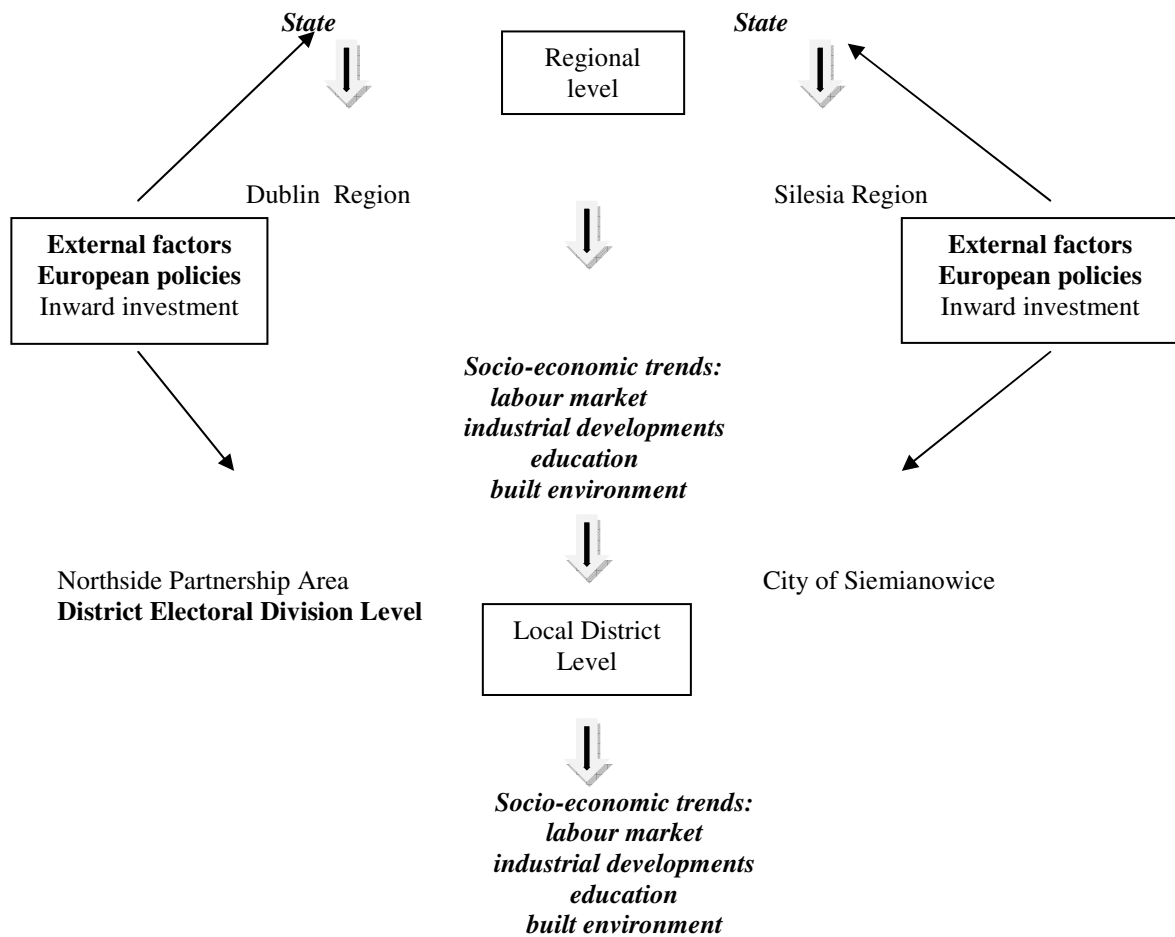 State
State
Regional
level
Dublin Region
Silesia Region
External factors
European policies
Inward investment
External factors
European policies
Inward investment
Socio-economic trends:
labour market
industrial developments
education
built environment
Northside Partnership Area
District Electoral Division Level
City of Siemianowice
Local District
Level
Socio-economic trends:
labour market
industrial developments
education
built environment